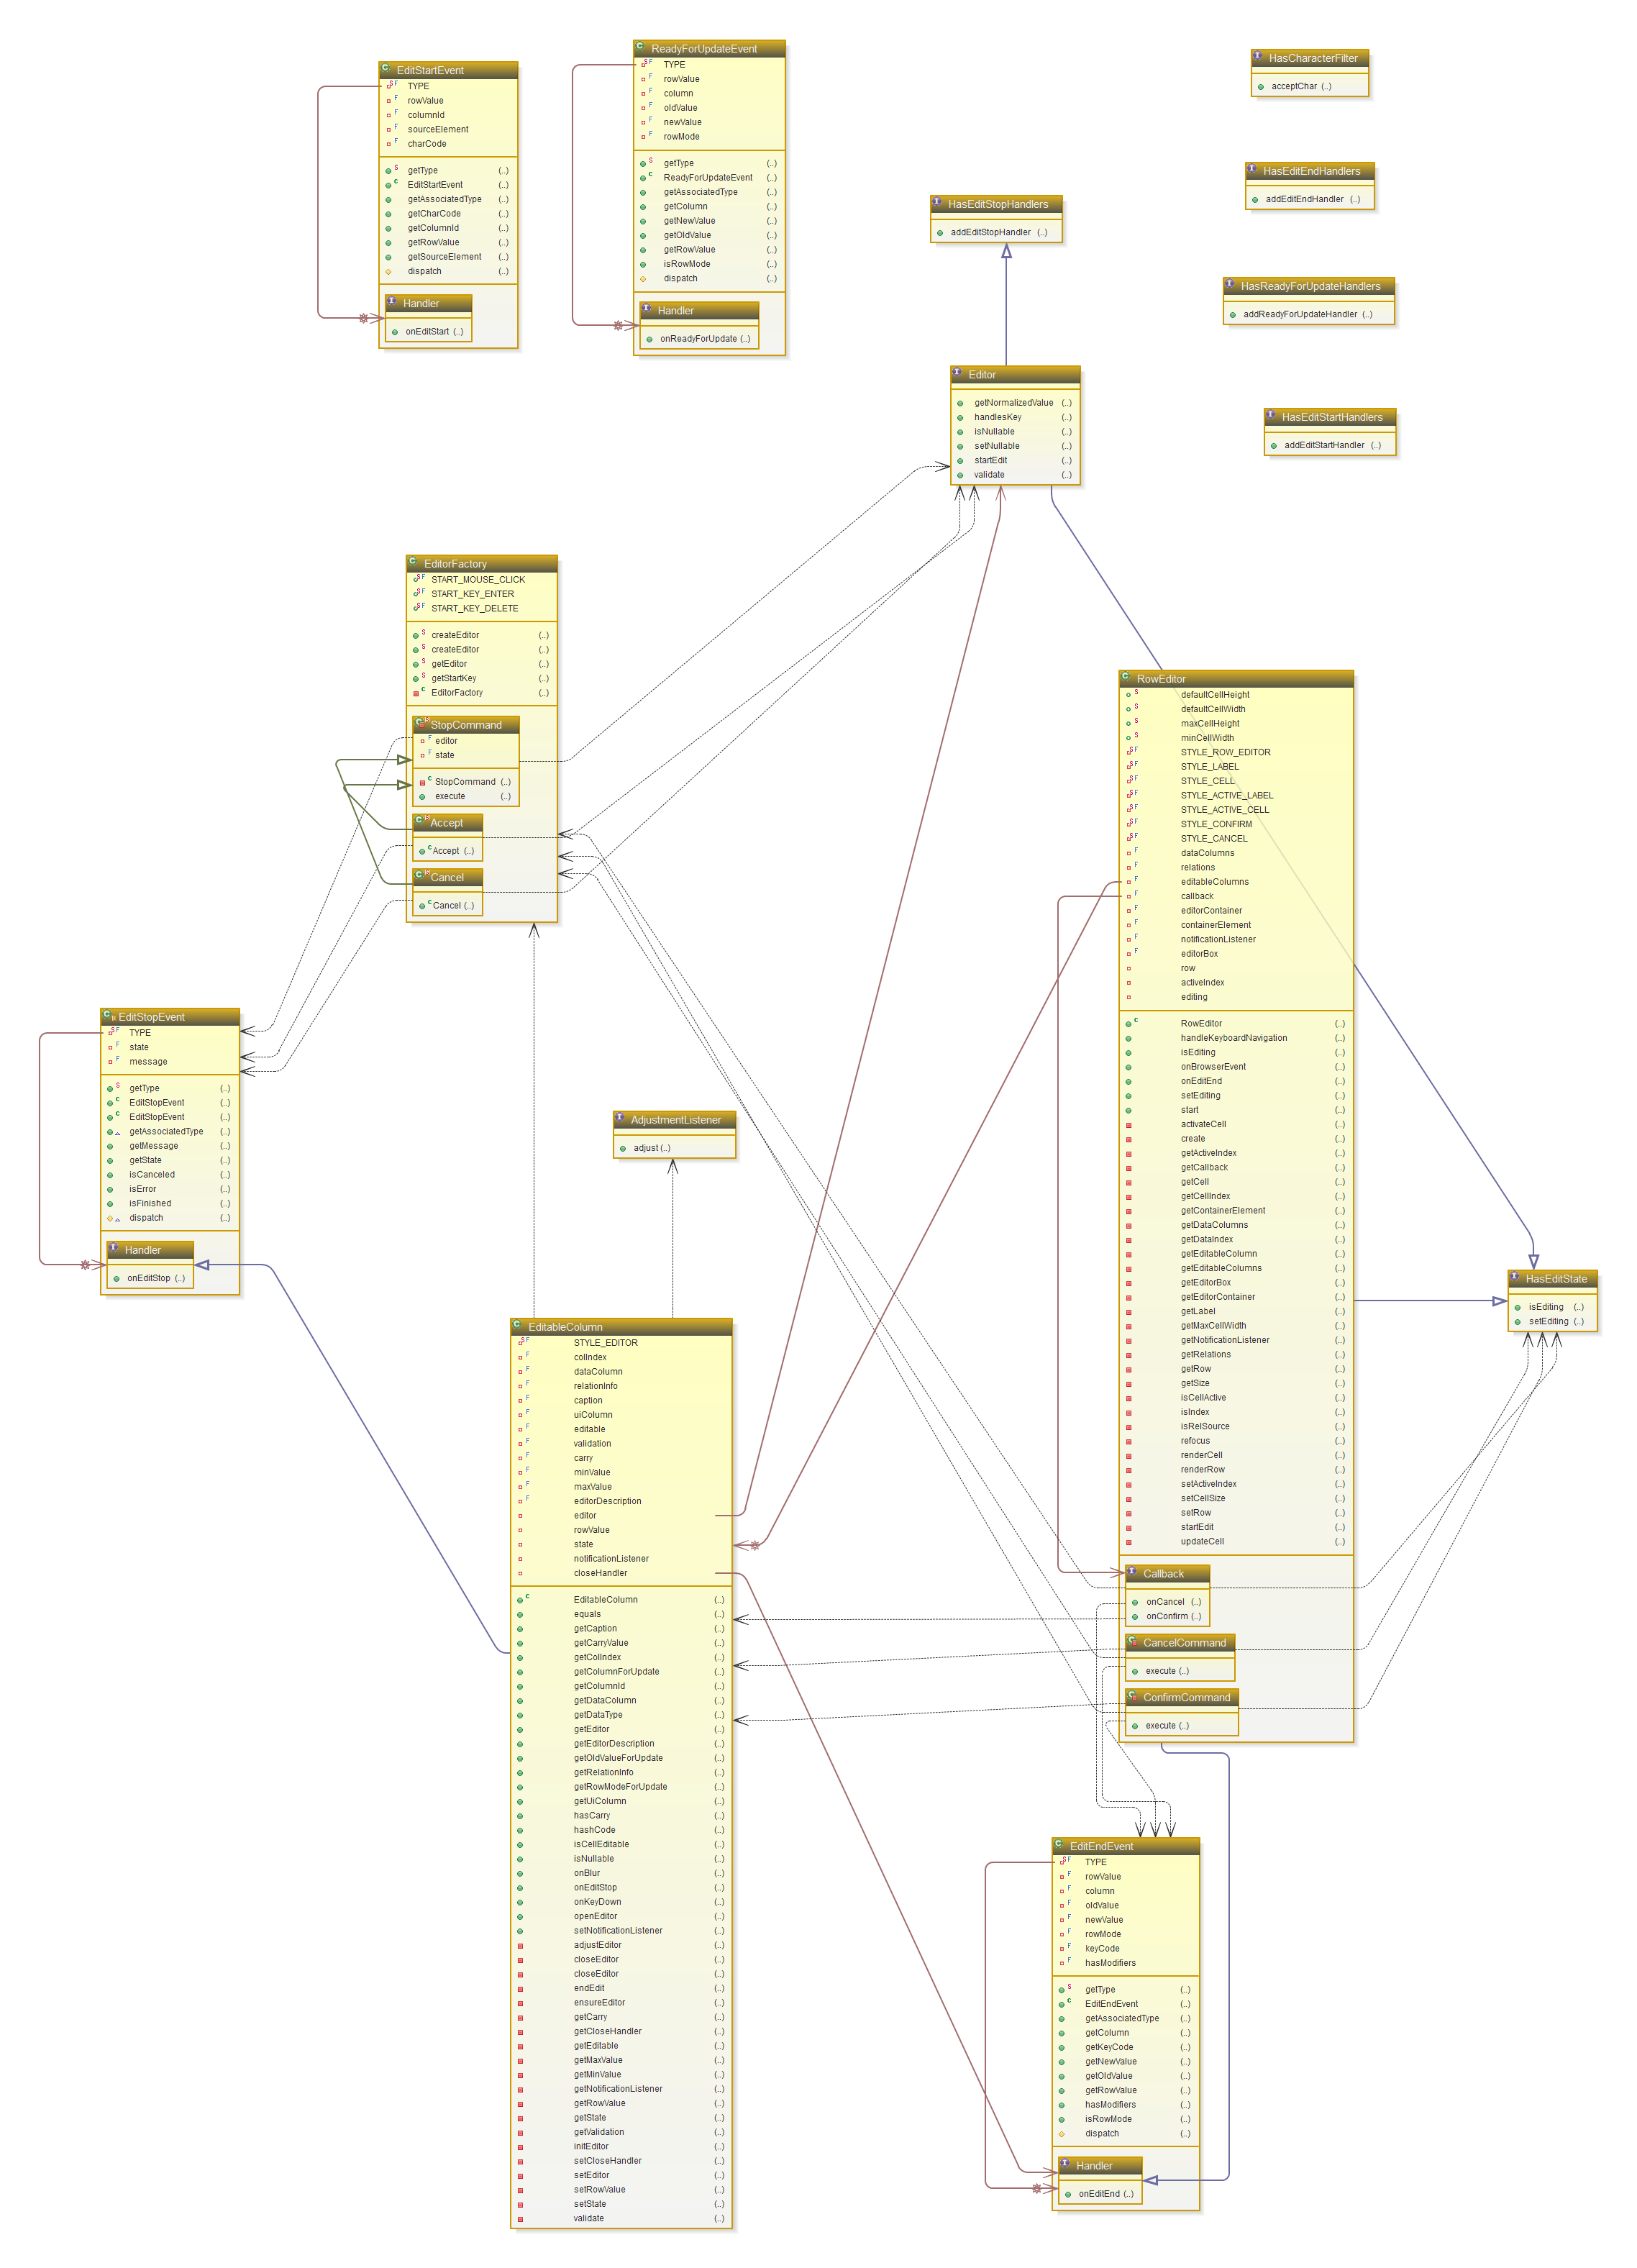 EditStartEvent
TYPE
rowValue
columnId
sourceElement
charCode
getType (..)
EditStartEvent (..)
getAssociatedType (..)
getCharCode (..)
getColumnId (..)
getRowValue (..)
getSourceElement (..)
dispatch (..)
Handler
onEditStart (..)
ReadyForUpdateEvent
TYPE
rowValue
column
oldValue
newValue
rowMode
getType (..)
ReadyForUpdateEvent (..)
getAssociatedType (..)
getColumn (..)
getNewValue (..)
getOldValue (..)
getRowValue (..)
isRowMode (..)
dispatch (..)
Handler
onReadyForUpdate (..)
HasCharacterFilter
acceptChar (..)
HasEditEndHandlers
addEditEndHandler (..)
HasEditStopHandlers
addEditStopHandler (..)
HasReadyForUpdateHandlers
addReadyForUpdateHandler (..)
Editor
getNormalizedValue (..)
handlesKey (..)
isNullable (..)
setNullable (..)
startEdit (..)
validate (..)
HasEditStartHandlers
addEditStartHandler (..)
EditorFactory
START_MOUSE_CLICK
START_KEY_ENTER
START_KEY_DELETE
createEditor (..)
createEditor (..)
getEditor (..)
getStartKey (..)
EditorFactory (..)
StopCommand
editor
state
StopCommand (..)
execute (..)
Accept
Accept (..)
Cancel
Cancel (..)
RowEditor
defaultCellHeight
defaultCellWidth
maxCellHeight
minCellWidth
STYLE_ROW_EDITOR
STYLE_LABEL
STYLE_CELL
STYLE_ACTIVE_LABEL
STYLE_ACTIVE_CELL
STYLE_CONFIRM
STYLE_CANCEL
dataColumns
relations
editableColumns
callback
editorContainer
containerElement
notificationListener
editorBox
row
activeIndex
editing
RowEditor (..)
handleKeyboardNavigation (..)
isEditing (..)
onBrowserEvent (..)
onEditEnd (..)
setEditing (..)
start (..)
activateCell (..)
create (..)
getActiveIndex (..)
getCallback (..)
getCell (..)
getCellIndex (..)
getContainerElement (..)
getDataColumns (..)
getDataIndex (..)
getEditableColumn (..)
getEditableColumns (..)
getEditorBox (..)
getEditorContainer (..)
getLabel (..)
getMaxCellWidth (..)
getNotificationListener (..)
getRelations (..)
getRow (..)
getSize (..)
isCellActive (..)
isIndex (..)
isRelSource (..)
refocus (..)
renderCell (..)
renderRow (..)
setActiveIndex (..)
setCellSize (..)
setRow (..)
startEdit (..)
updateCell (..)
Callback
onCancel (..)
onConfirm (..)
CancelCommand
execute (..)
ConfirmCommand
execute (..)
EditStopEvent
TYPE
state
message
getType (..)
EditStopEvent (..)
EditStopEvent (..)
getAssociatedType (..)
getMessage (..)
getState (..)
isCanceled (..)
isError (..)
isFinished (..)
dispatch (..)
Handler
onEditStop (..)
AdjustmentListener
adjust (..)
HasEditState
isEditing (..)
setEditing (..)
EditableColumn
STYLE_EDITOR
colIndex
dataColumn
relationInfo
caption
uiColumn
editable
validation
carry
minValue
maxValue
editorDescription
editor
rowValue
state
notificationListener
closeHandler
EditableColumn (..)
equals (..)
getCaption (..)
getCarryValue (..)
getColIndex (..)
getColumnForUpdate (..)
getColumnId (..)
getDataColumn (..)
getDataType (..)
getEditor (..)
getEditorDescription (..)
getOldValueForUpdate (..)
getRelationInfo (..)
getRowModeForUpdate (..)
getUiColumn (..)
hasCarry (..)
hashCode (..)
isCellEditable (..)
isNullable (..)
onBlur (..)
onEditStop (..)
onKeyDown (..)
openEditor (..)
setNotificationListener (..)
adjustEditor (..)
closeEditor (..)
closeEditor (..)
endEdit (..)
ensureEditor (..)
getCarry (..)
getCloseHandler (..)
getEditable (..)
getMaxValue (..)
getMinValue (..)
getNotificationListener (..)
getRowValue (..)
getState (..)
getValidation (..)
initEditor (..)
setCloseHandler (..)
setEditor (..)
setRowValue (..)
setState (..)
validate (..)
EditEndEvent
TYPE
rowValue
column
oldValue
newValue
rowMode
keyCode
hasModifiers
getType (..)
EditEndEvent (..)
getAssociatedType (..)
getColumn (..)
getKeyCode (..)
getNewValue (..)
getOldValue (..)
getRowValue (..)
hasModifiers (..)
isRowMode (..)
dispatch (..)
Handler
onEditEnd (..)